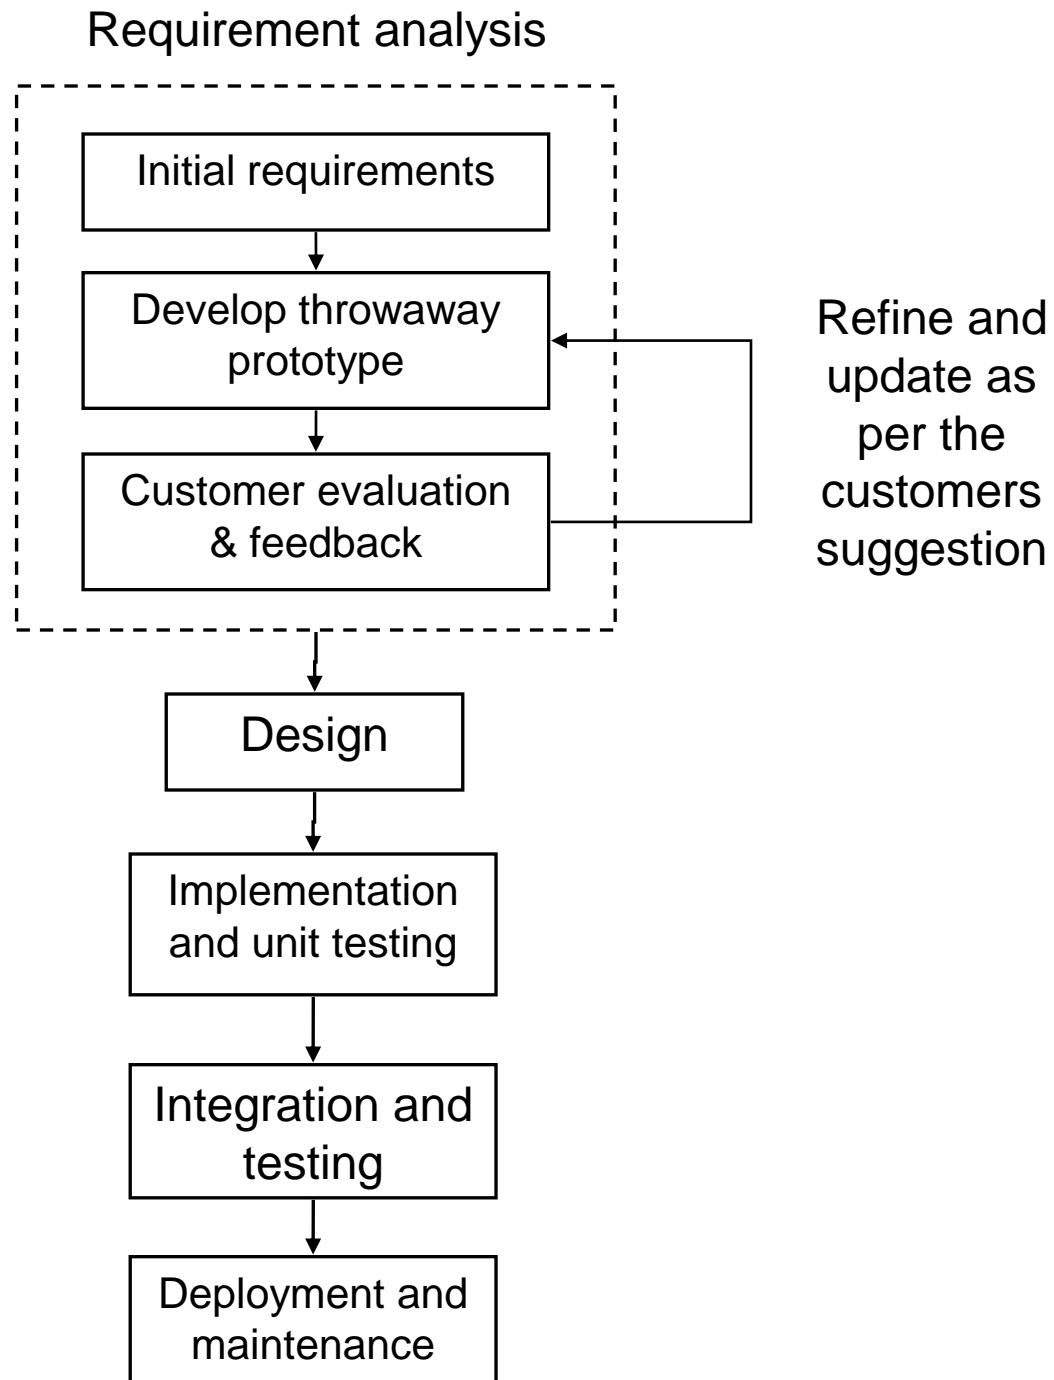 Requirement analysis
Initial requirements
Develop throwaway
prototype
Customer evaluation
& feedback
Refine and
update as
per the
customers
suggestion
Design
Implementation
and unit testing
Integration and
testing
Deployment and
maintenance